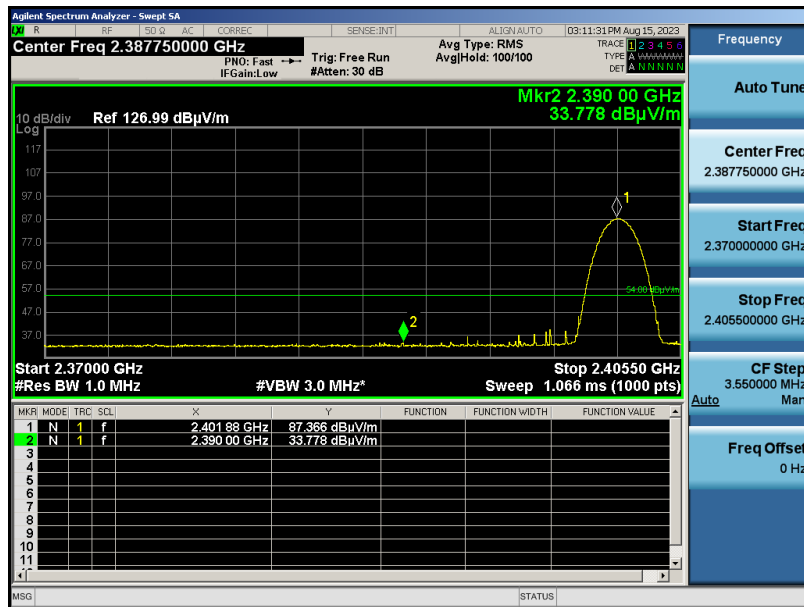 Agilent Spectrum Analyzer - Swept SA
LXI R RF 50 Ω AC CORREC SENSE:INT ALIGN AUTO 03:11:31 PM Aug 15, 2023
Center Freq 2.387750000 GHz
PNO: Fast
IFGain:Low
Trig: Free Run
#Atten: 30 dB
Avg Type: RMS
Avg|Hold: 100/100
TRACE 1 2 3 4 5 6
TYPE A WWWWW
DET A N N N N N
Mkr2 2.390 00 GHz
33.778 dBµV/m
10 dB/div Ref 126.99 dBµV/m
Log
117
107
97.0
87.0
77.0
67.0
57.0
47.0
37.0
1
2
54.00 dBµV/m
Start 2.37000 GHz Stop 2.40550 GHz
#Res BW 1.0 MHz #VBW 3.0 MHz* Sweep 1.066 ms (1000 pts)
MKR MODE TRC SCL X Y FUNCTION FUNCTION WIDTH FUNCTION VALUE
1 N 1 f 2.401 88 GHz 87.366 dBµV/m
2 N 1 f 2.390 00 GHz 33.778 dBµV/m
3
4
5
6
7
8
9
10
11
MSG STATUS
Frequency
Auto Tune
Center Freq
2.387750000 GHz
Start Freq
2.370000000 GHz
Stop Freq
2.405500000 GHz
CF Step
3.550000 MHz
Auto Man
Freq Offset
0 Hz